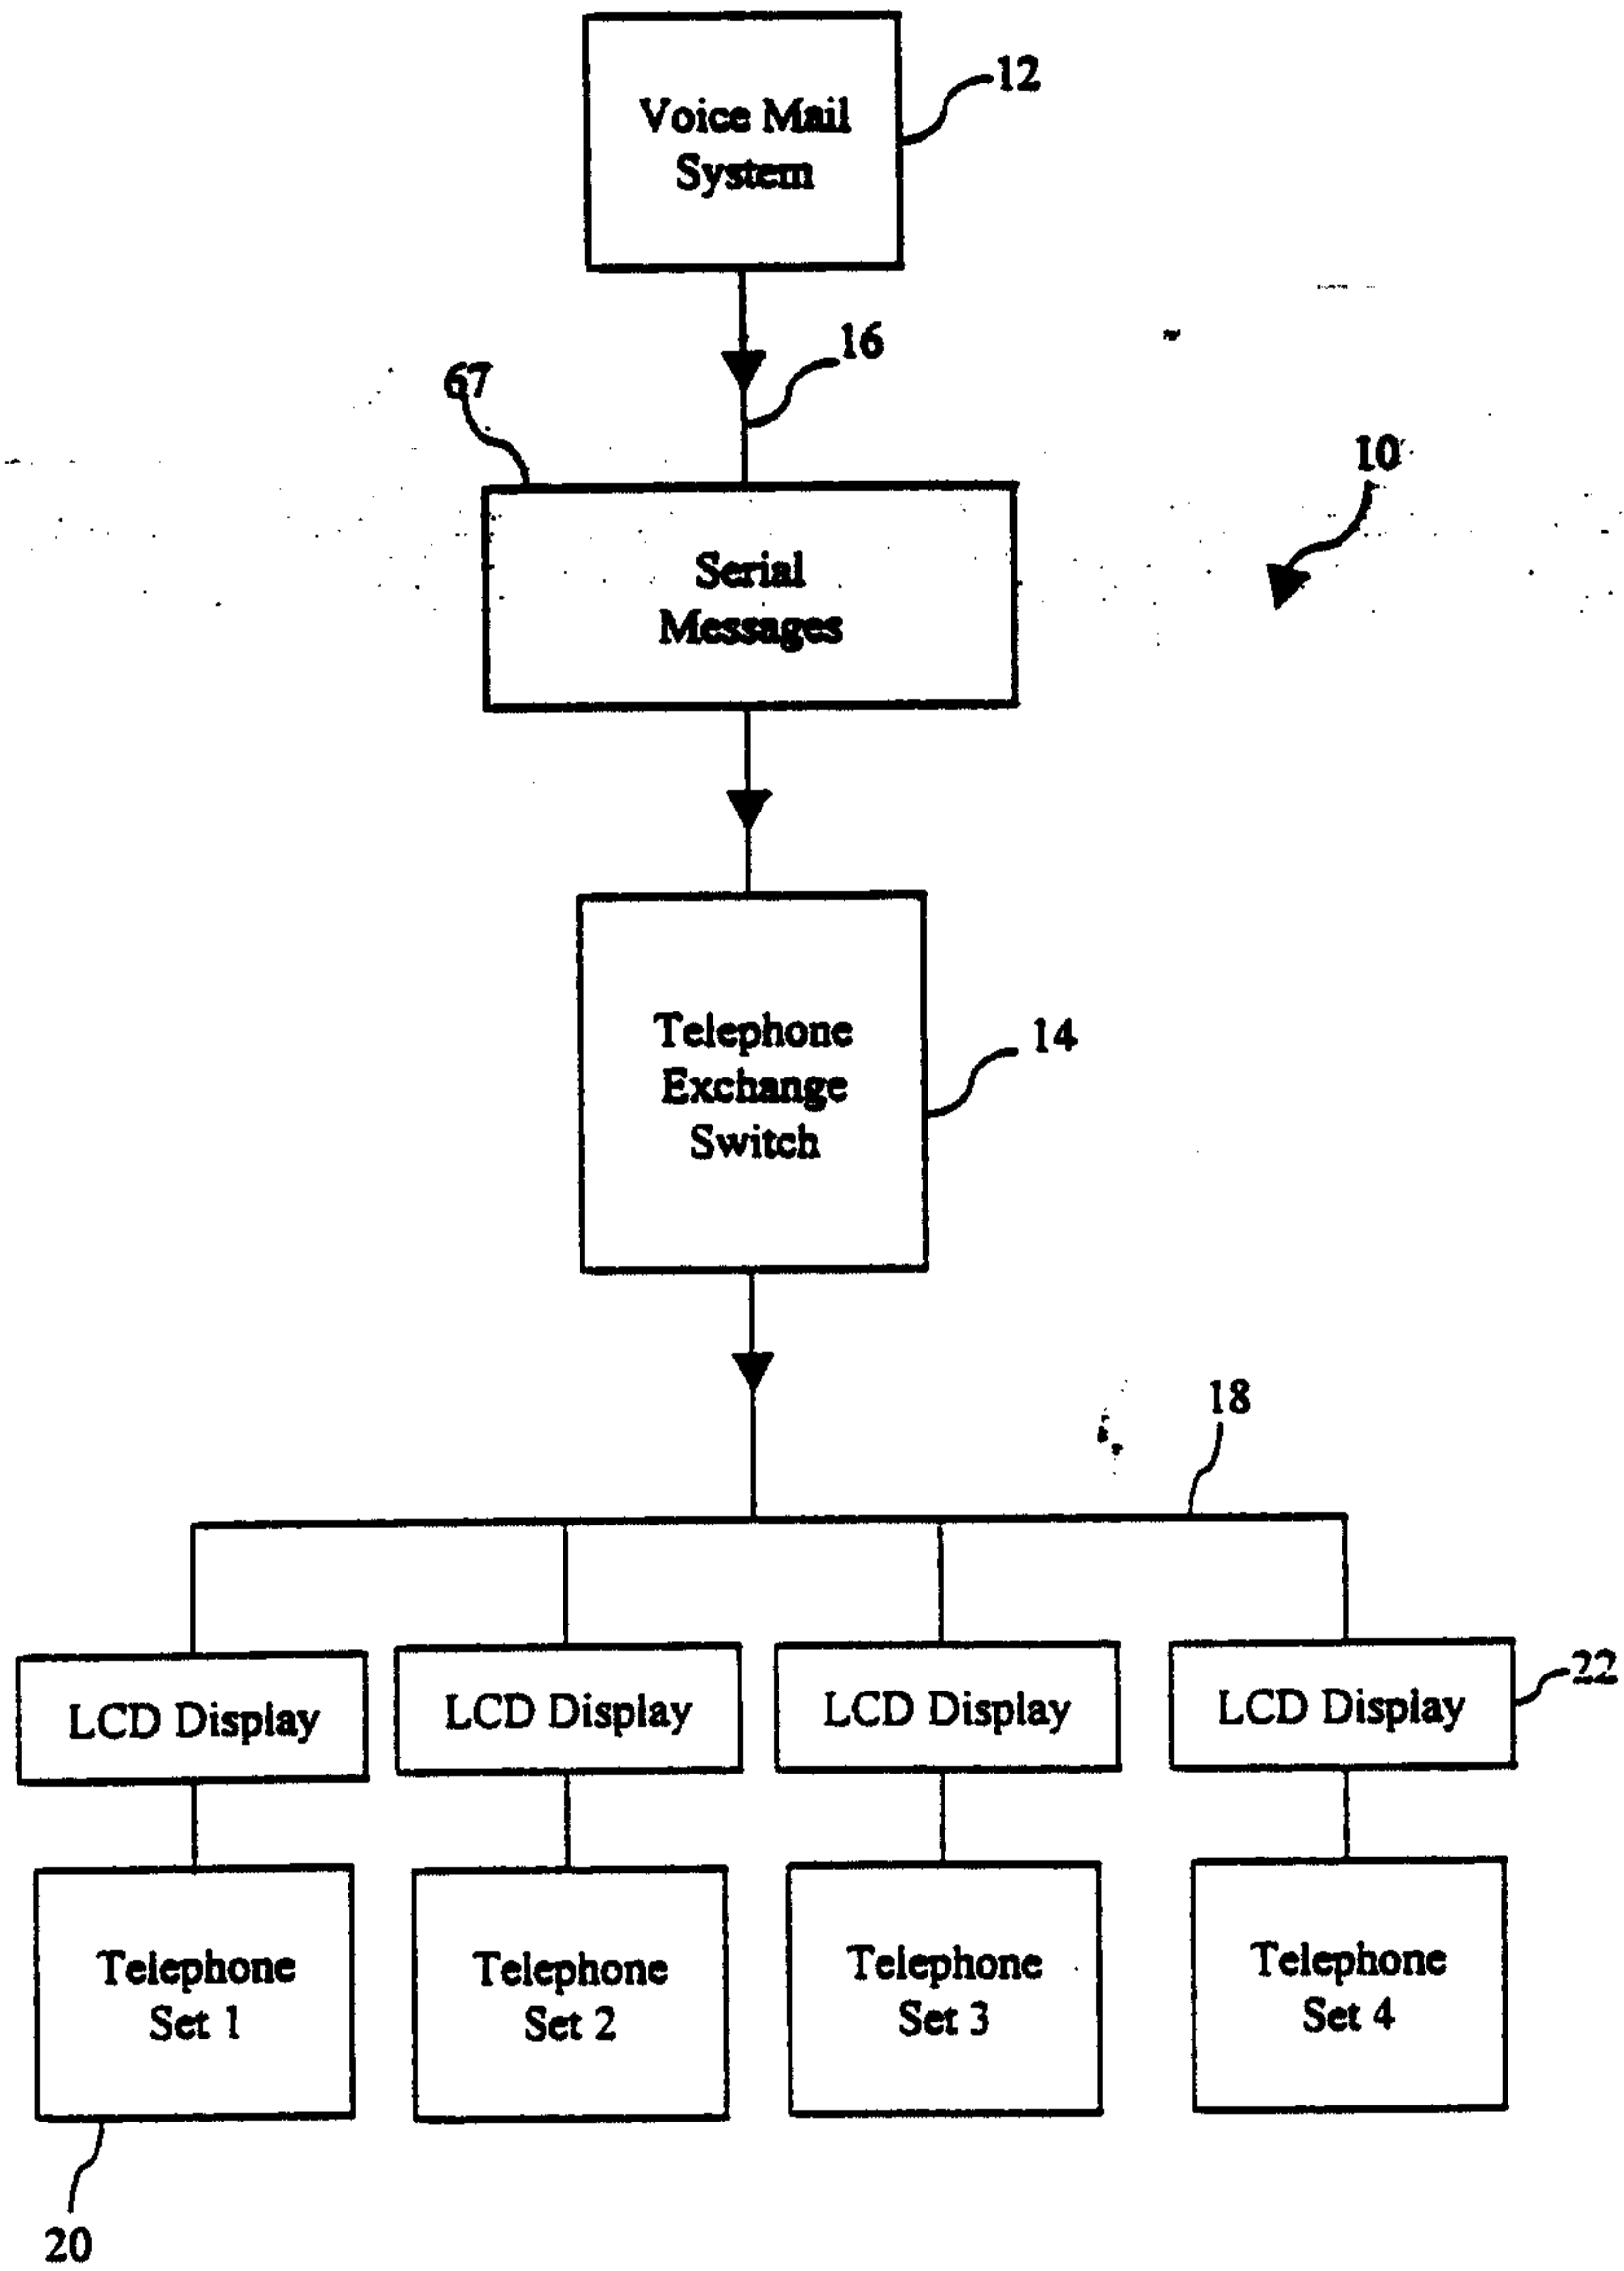 12
Voice Mail
System
16
67
10
Serial
Messages
14
Telephone
Exchange
Switch
18
22
LCD Display
LCD Display
LCD Display
LCD Display
Telephone
Set 1
Telephone
Set 2
Telephone
Set 3
Telephone
Set 4
20